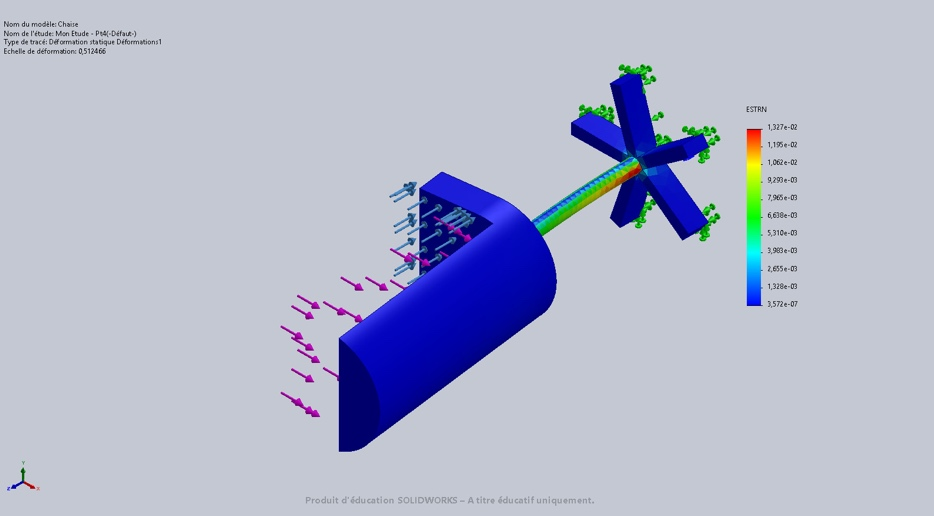 Nom du modèle: Chaise
Nom de l'étude: Mon Etude - Pt4(-Défaut-)
Type de tracé: Déformation statique Déformations1
Echelle de déformation: 0,512466
ESTRN
1,327e-02
1,195e-02
1,062e-02
9,293e-03
7,965e-03
6,638e-03
5,310e-03
3,983e-03
2,655e-03
1,328e-03
3,572e-07
Y
Z
X
Produit d'éducation SOLIDWORKS – A titre éducatif uniquement.